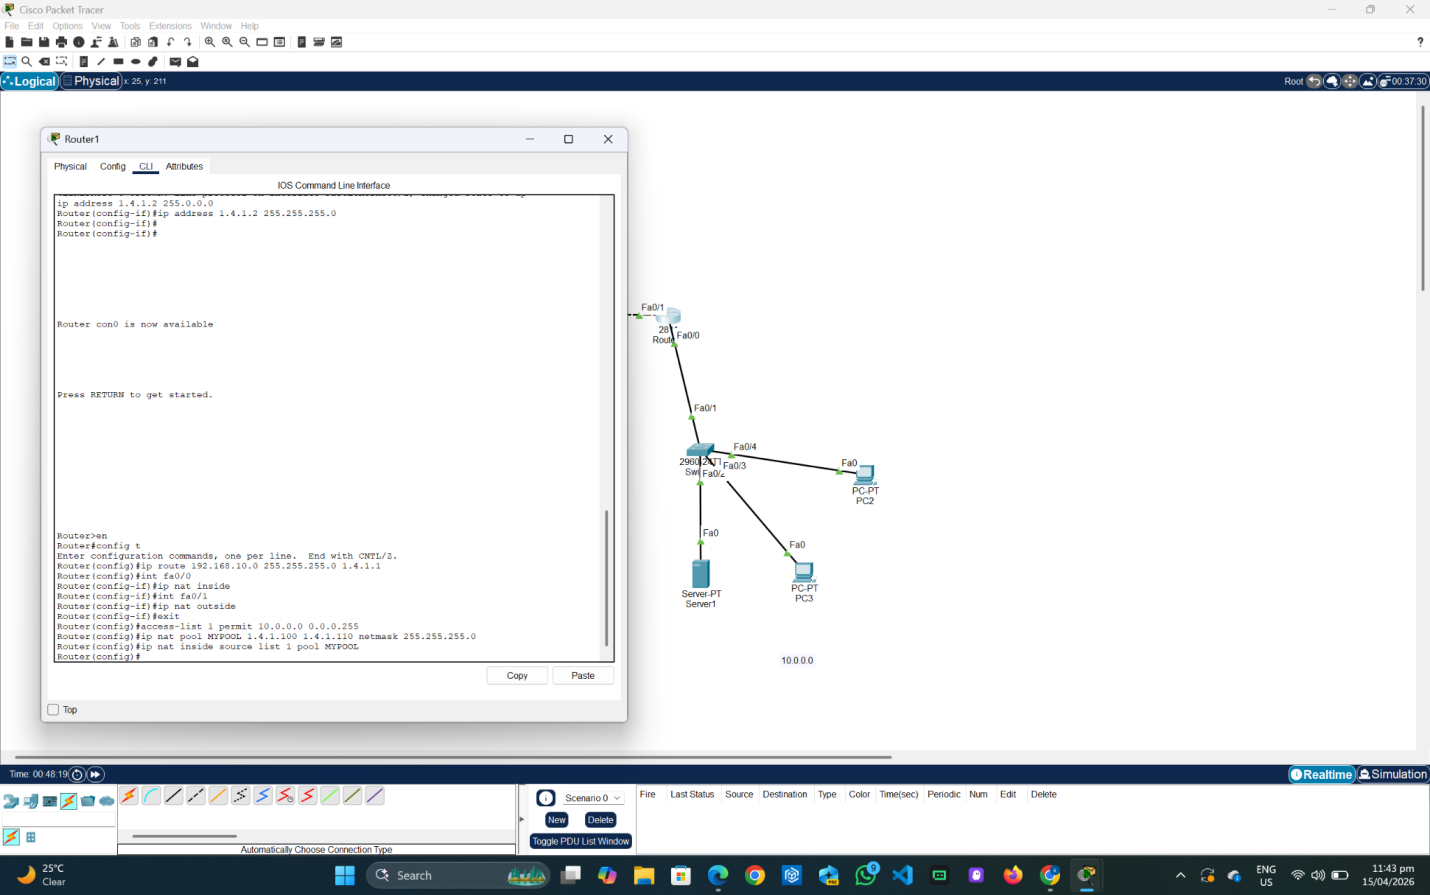 Cisco Packet Tracer
File Edit Options View Tools Extensions Window Help
?
Logical Physical x: 25, y: 211
Root 00:37:30
Router1
Physical Config CLI Attributes
IOS Command Line Interface
ip address 1.4.1.2 255.0.0.0
Router(config-if)#ip address 1.4.1.2 255.255.255.0
Router(config-if)#
Router(config-if)#
Router con0 is now available
Press RETURN to get started.
Router>en
Router#config t
Enter configuration commands, one per line. End with CNTL/Z.
Router(config)#ip route 192.168.10.0 255.255.255.0 1.4.1.1
Router(config)#int fa0/0
Router(config-if)#ip nat inside
Router(config-if)#int fa0/1
Router(config-if)#ip nat outside
Router(config-if)#exit
Router(config)#access-list 1 permit 10.0.0.0 0.0.0.255
Router(config)#ip nat pool MYPOOL 1.4.1.100 1.4.1.110 netmask 255.255.255.0
Router(config)#ip nat inside source list 1 pool MYPOOL
Router(config)#
Copy Paste
Top
Fa0/1
28
Route
Fa0/0
Fa0/1
Fa0/4
2960-24TT
Swi
Fa0/3
Fa0/2
Fa0
PC-PT
PC2
Fa0
Fa0
PC-PT
PC3
Server-PT
Server1
10.0.0.0
Time: 00:48:19
Realtime Simulation
Automatically Choose Connection Type
Scenario 0
New Delete
Toggle PDU List Window
Fire Last Status Source Destination Type Color Time(sec) Periodic Num Edit Delete
25°C
Clear
Search
PRE
9
ENG
US
11:43 pm
15/04/2026